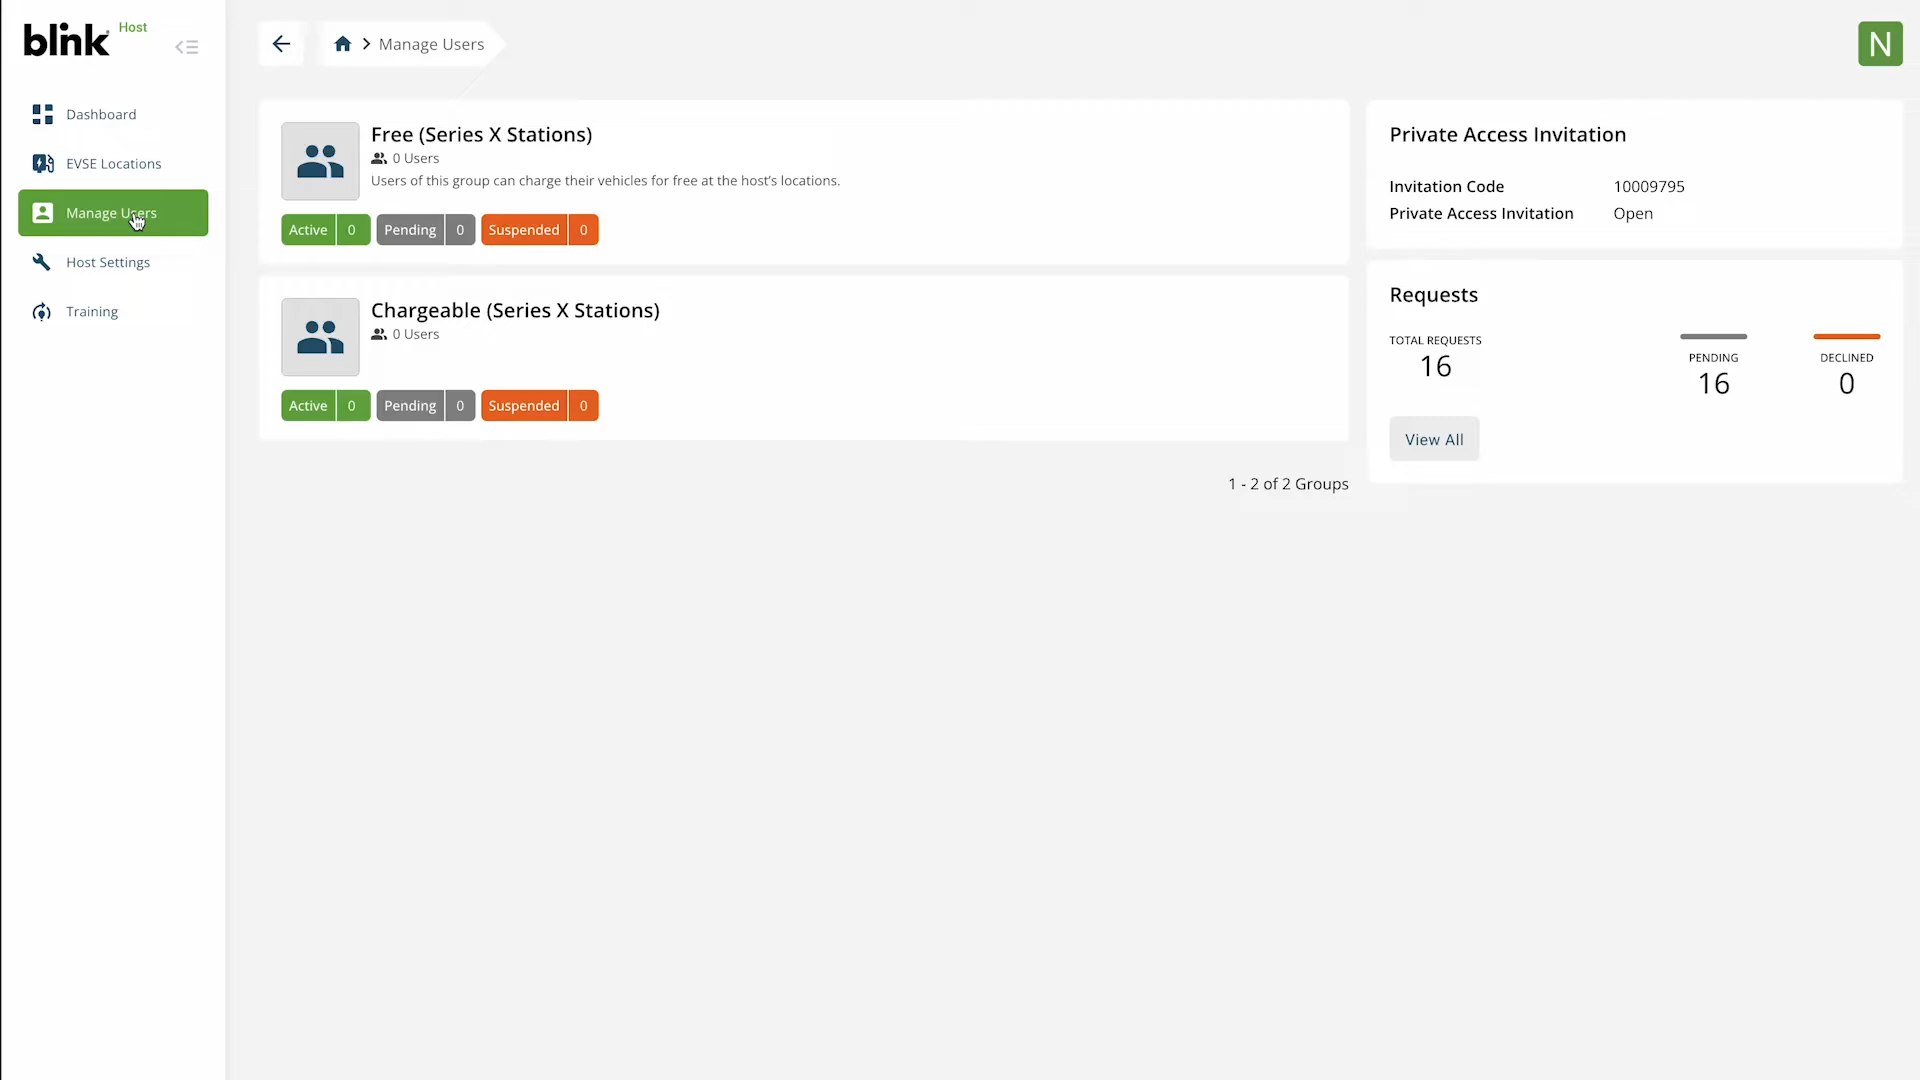 blink Host
Dashboard
EVSE Locations
Manage Users
Host Settings
Training
Manage Users
N
Free (Series X Stations)
0 Users
Users of this group can charge their vehicles for free at the host's locations.
Active 0 Pending 0 Suspended 0
Chargeable (Series X Stations)
0 Users
Active 0 Pending 0 Suspended 0
1 - 2 of 2 Groups
Private Access Invitation
Invitation Code 10009795
Private Access Invitation Open
Requests
TOTAL REQUESTS
16
PENDING
16
DECLINED
0
View All